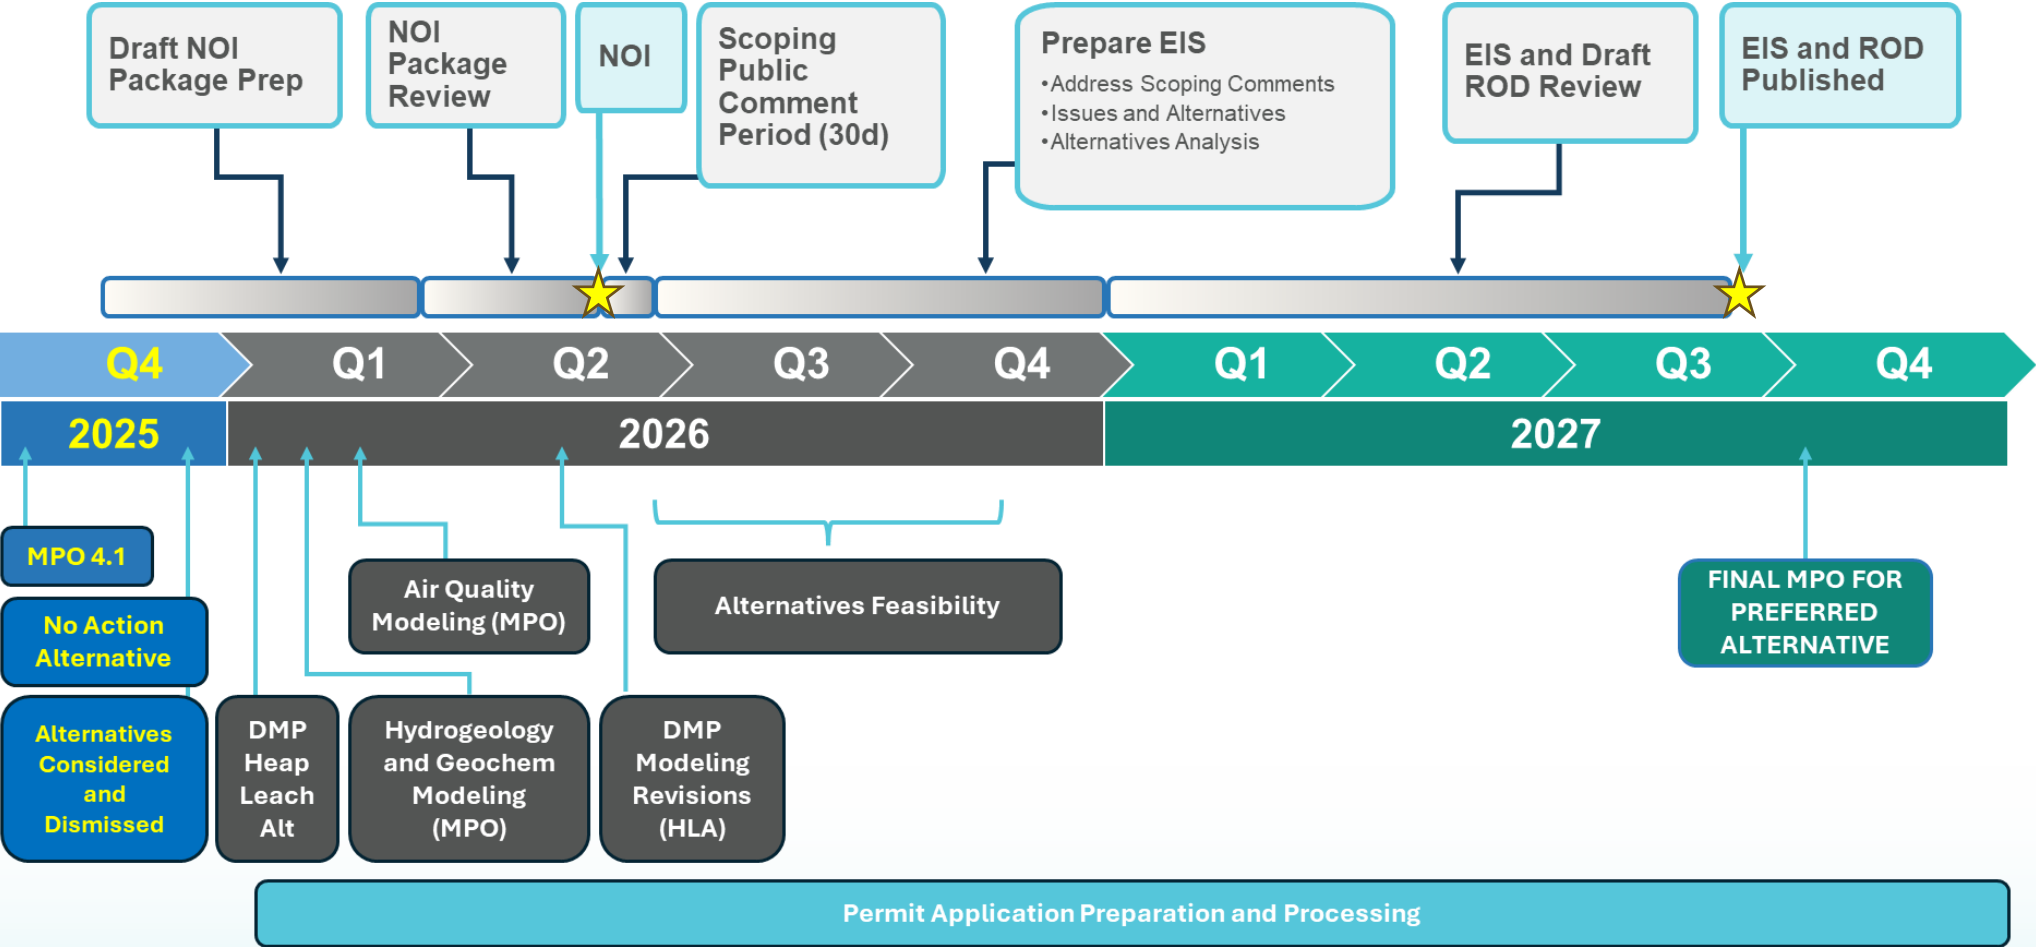 Draft NOI
Package Prep
NOI
Package
Review
NOI
Scoping
Public
Comment
Period (30d)
Prepare EIS
•Address Scoping Comments
•Issues and Alternatives
•Alternatives Analysis
EIS and Draft
ROD Review
EIS and ROD
Published
Q4
Q1
Q2
Q3
Q4
Q1
Q2
Q3
Q4
2025
2026
2027
MPO 4.1
No Action
Alternative
Alternatives
Considered
and
Dismissed
DMP
Heap
Leach
Alt
Air Quality
Modeling (MPO)
Hydrogeology
and Geochem
Modeling
(MPO)
DMP
Modeling
Revisions
(HLA)
Alternatives Feasibility
FINAL MPO FOR
PREFERRED
ALTERNATIVE
Permit Application Preparation and Processing